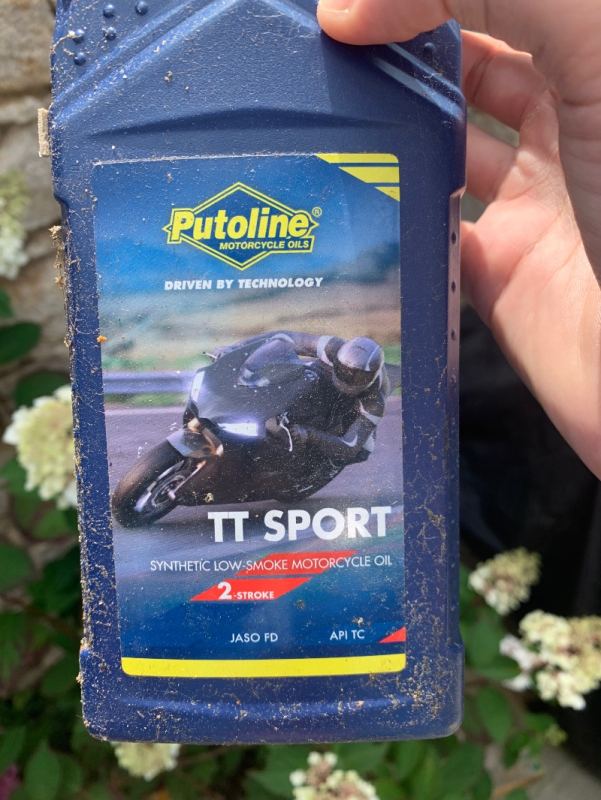 Putoline®
MOTORCYCLE OILS
DRIVEN BY TECHNOLOGY
TT SPORT
SYNTHETIC LOW-SMOKE MOTORCYCLE OIL
2-STROKE
JASO FD API TC